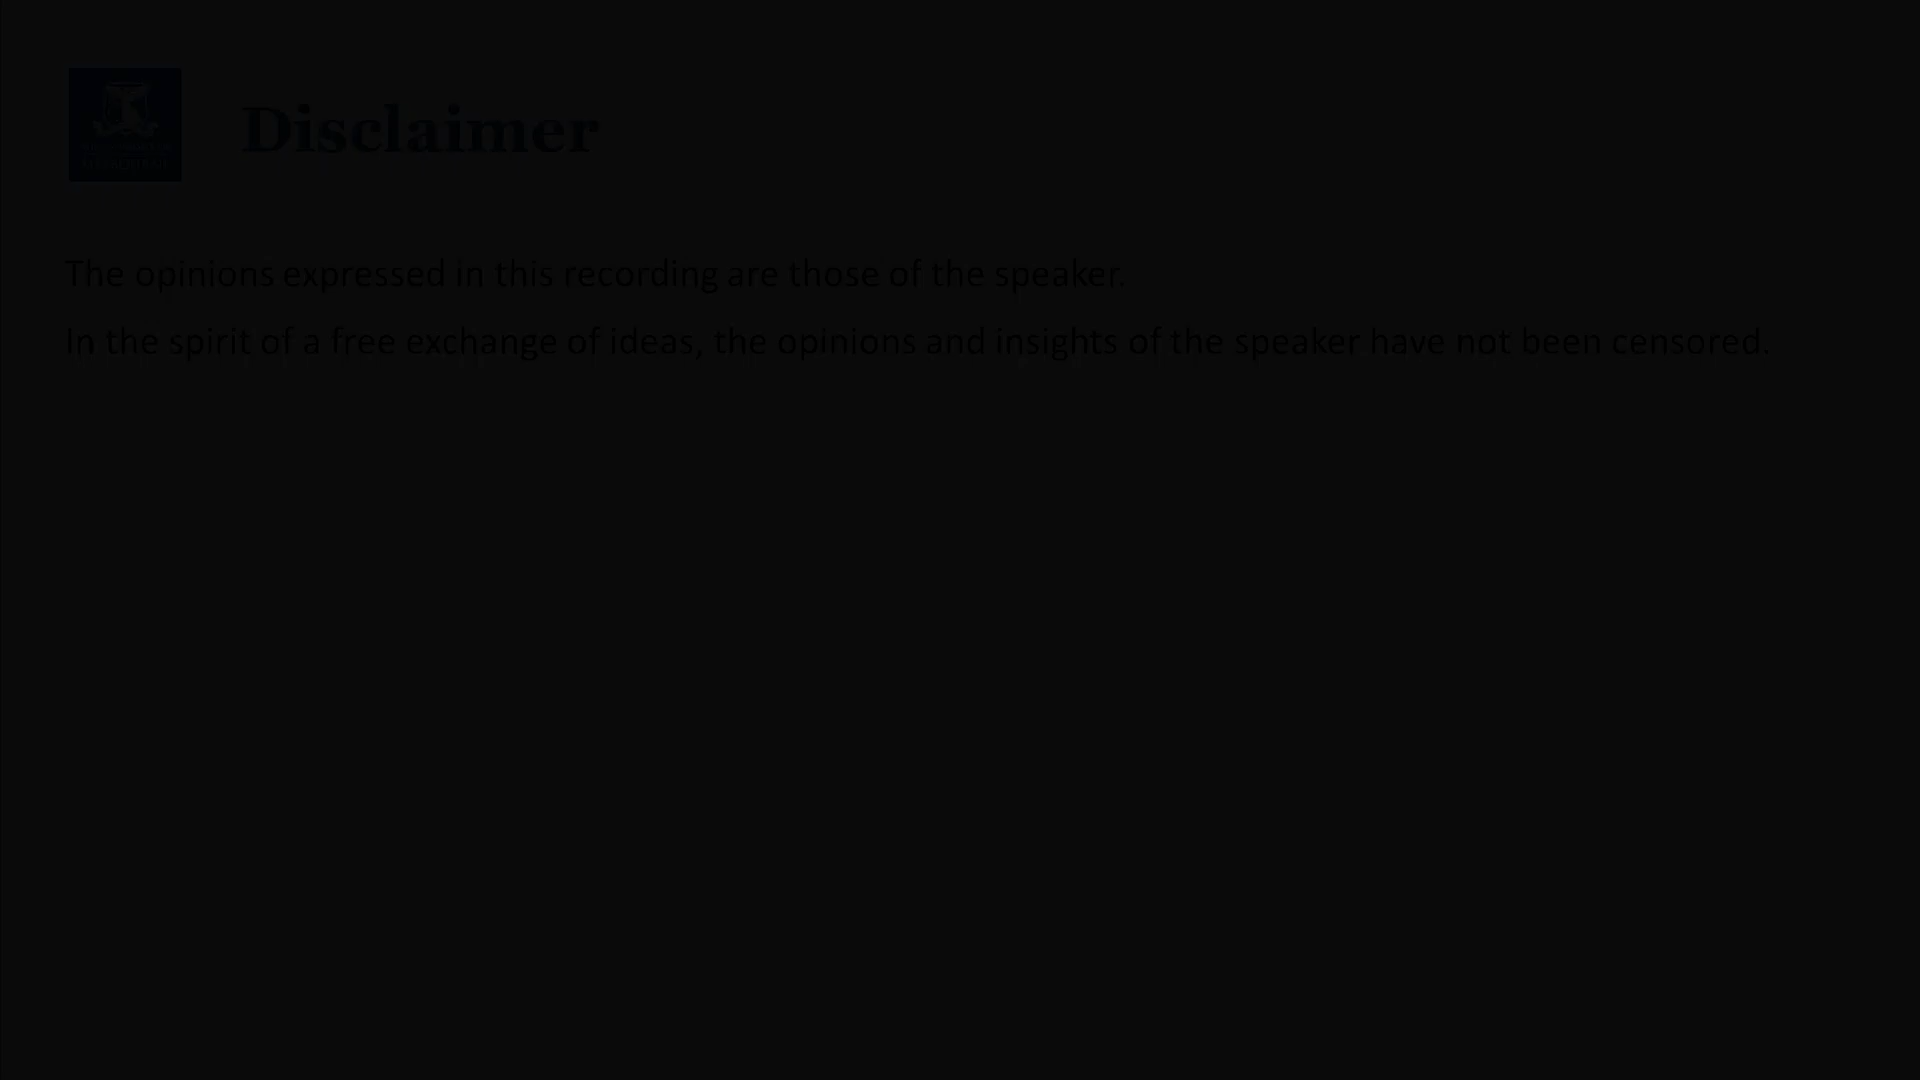 Disclaimer
The opinions expressed in this recording are those of the speaker.
In the spirit of a free exchange of ideas, the opinions and insights of the speaker have not been censored.